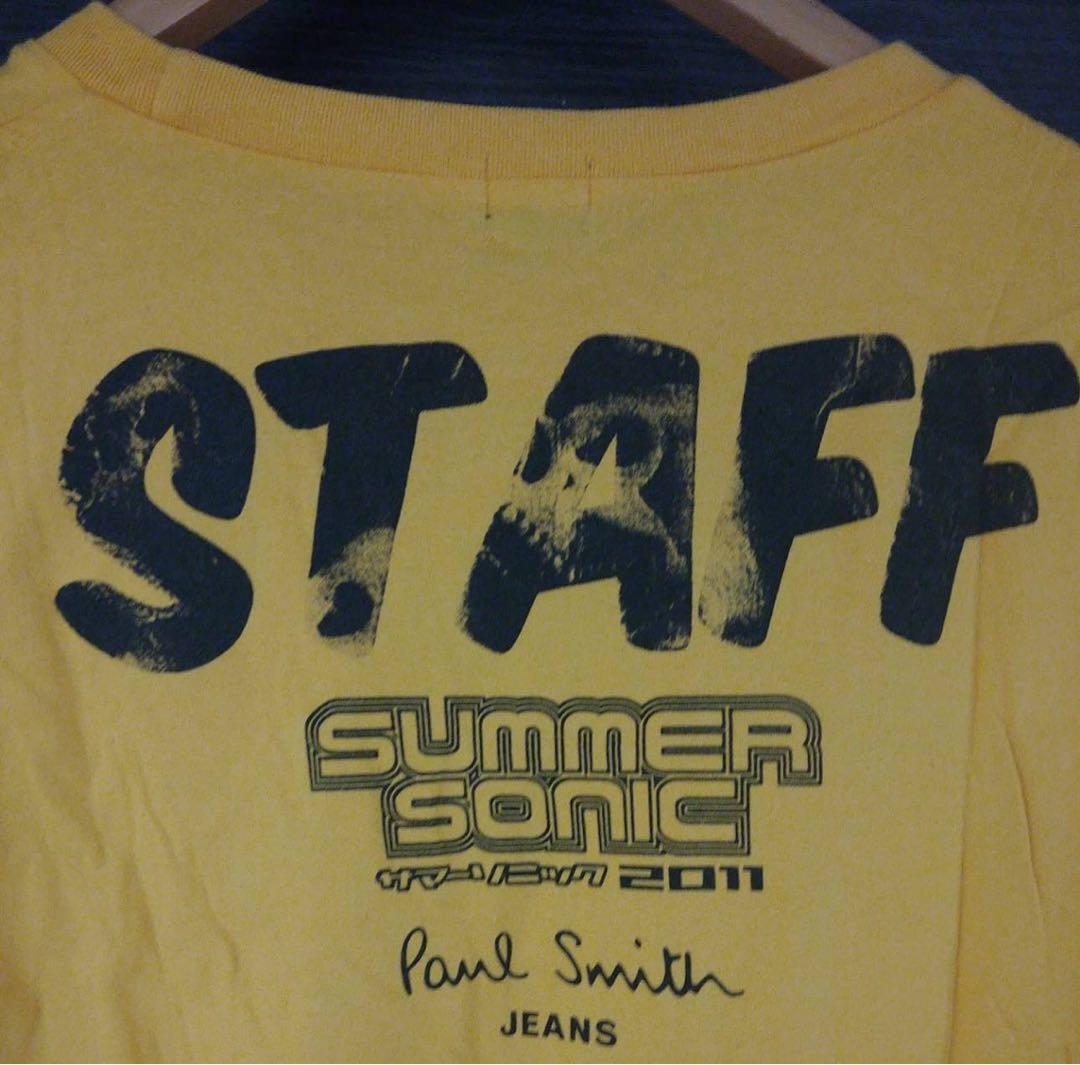 STAFF
SUMMER
SONIC
サマーソニック 2011
Paul Smith
JEANS